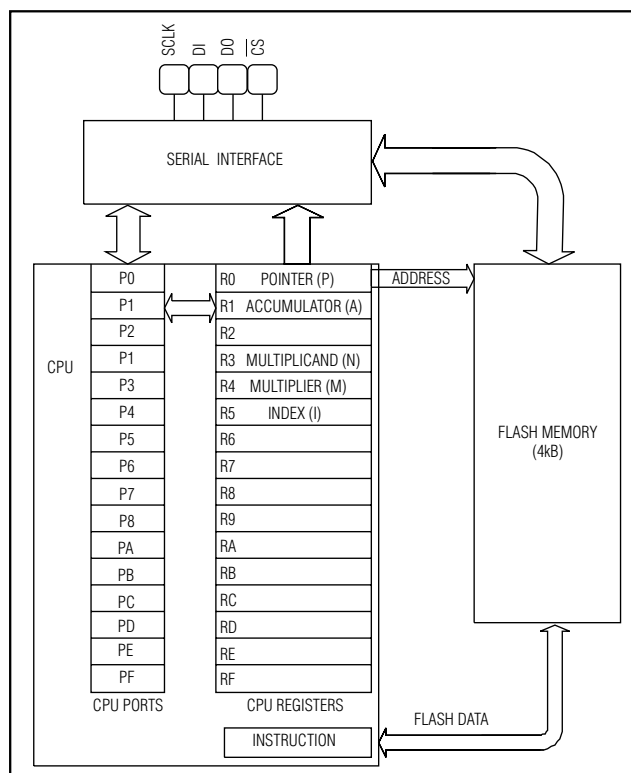 SCLK
DI
DO
CS
SERIAL INTERFACE
CPU
P0
P1
P2
P1
P3
P4
P5
P6
P7
P8
PA
PB
PC
PD
PE
PF
CPU PORTS
R0 POINTER (P)
R1 ACCUMULATOR (A)
R2
R3 MULTIPLICAND (N)
R4 MULTIPLIER (M)
R5 INDEX (I)
R6
R7
R8
R9
RA
RB
RC
RD
RE
RF
CPU REGISTERS
INSTRUCTION
ADDRESS
FLASH MEMORY
(4kB)
FLASH DATA